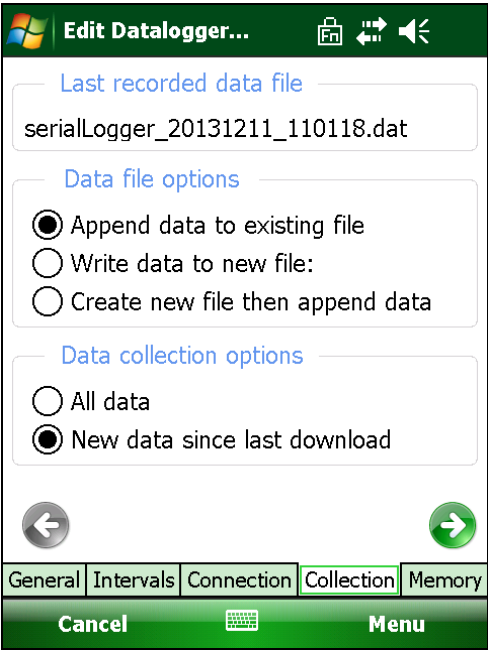 Edit Datalogger...
Fn
Last recorded data file
serialLogger_20131211_110118.dat
Data file options
Append data to existing file
Write data to new file:
Create new file then append data
Data collection options
All data
New data since last download
General Intervals Connection Collection Memory
Cancel Menu